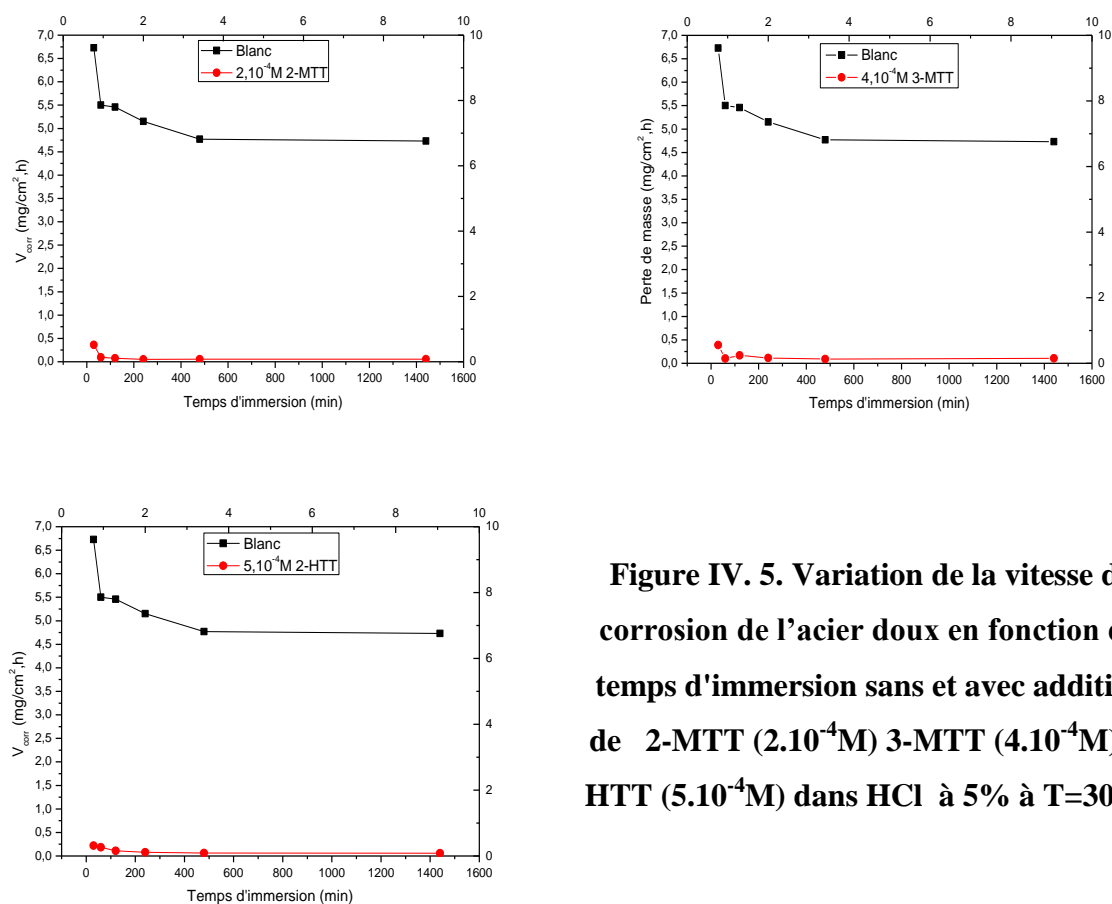 0 2 4 6 8 10
7,0
6,5
6,0
5,5
5,0
4,5
4,0
3,5
3,0
2,5
2,0
1,5
1,0
0,5
0,0
V_corr (mg/cm²,h)
Blanc
2,10⁻⁴M 2-MTT
10
8
6
4
2
0
0 200 400 600 800 1000 1200 1400 1600
Temps d'immersion (min)
0 2 4 6 8 10
7,0
6,5
6,0
5,5
5,0
4,5
4,0
3,5
3,0
2,5
2,0
1,5
1,0
0,5
0,0
Perte de masse (mg/cm²,h)
Blanc
4,10⁻⁴M 3-MTT
10
8
6
4
2
0
0 200 400 600 800 1000 1200 1400 1600
Temps d'immersion (min)
0 2 4 6 8 10
7,0
6,5
6,0
5,5
5,0
4,5
4,0
3,5
3,0
2,5
2,0
1,5
1,0
0,5
0,0
V_corr (mg/cm²,h)
Blanc
5,10⁻⁴M 2-HTT
10
8
6
4
2
0
0 200 400 600 800 1000 1200 1400 1600
Temps d'immersion (min)
Figure IV. 5. Variation de la vitesse d
corrosion de l’acier doux en fonction
temps d'immersion sans et avec additi
de 2-MTT (2.10⁻⁴M) 3-MTT (4.10⁻⁴M)
HTT (5.10⁻⁴M) dans HCl à 5% à T=30